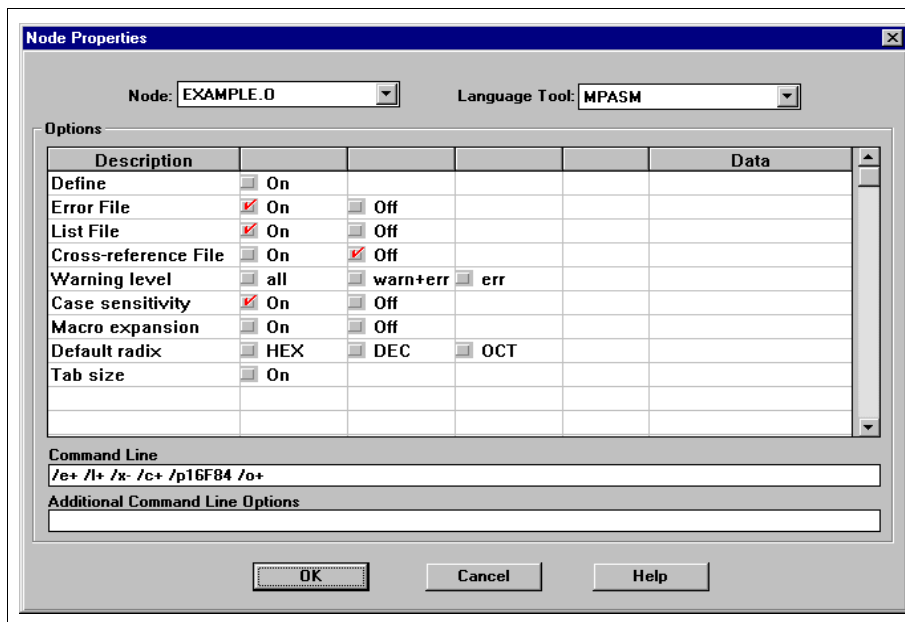 Node Properties
Node: EXAMPLE.O Language Tool: MPASM
Options
Description Data
Define On
Error File On Off
List File On Off
Cross-reference File On Off
Warning level all warn+err err
Case sensitivity On Off
Macro expansion On Off
Default radix HEX DEC OCT
Tab size On
Command Line
/e+ /l+ /x- /c+ /p16F84 /o+
Additional Command Line Options
OK Cancel Help